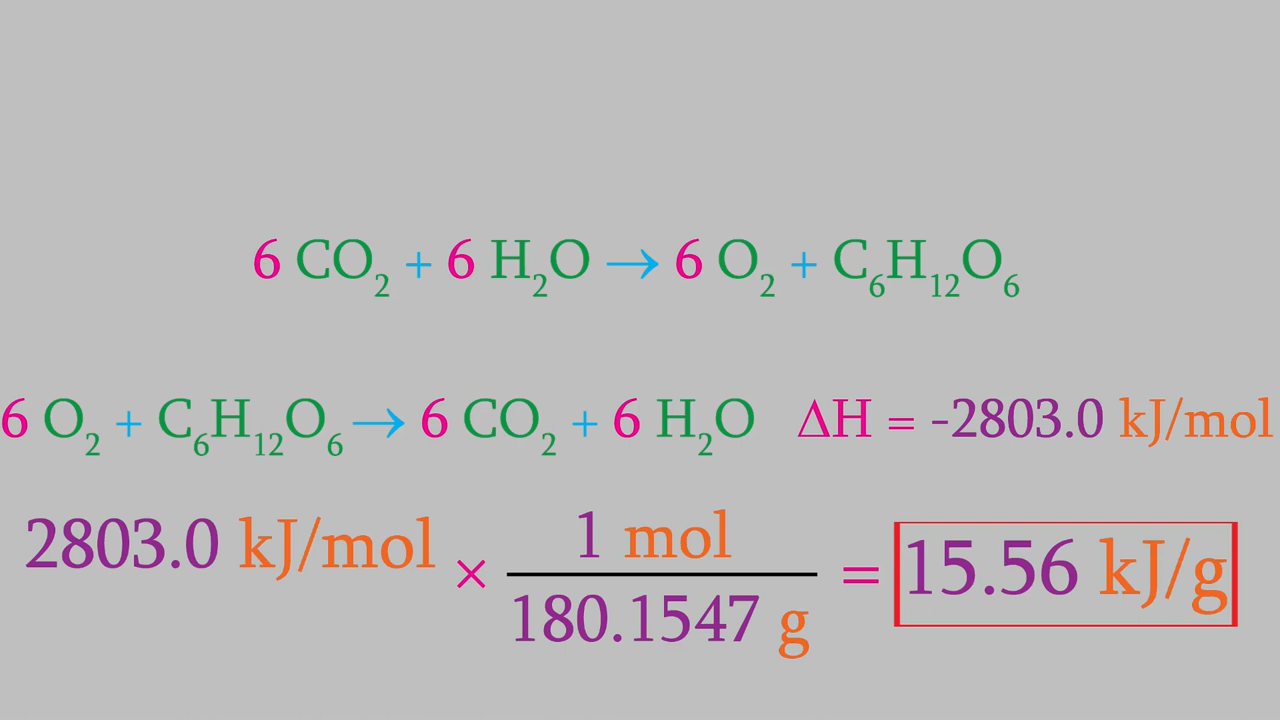 6 CO₂ + 6 H₂O → 6 O₂ + C₆H₁₂O₆
6 O₂ + C₆H₁₂O₆ → 6 CO₂ + 6 H₂O ΔH = -2803.0 kJ/mol
2803.0 kJ/mol × 1 mol / 180.1547 g = 15.56 kJ/g